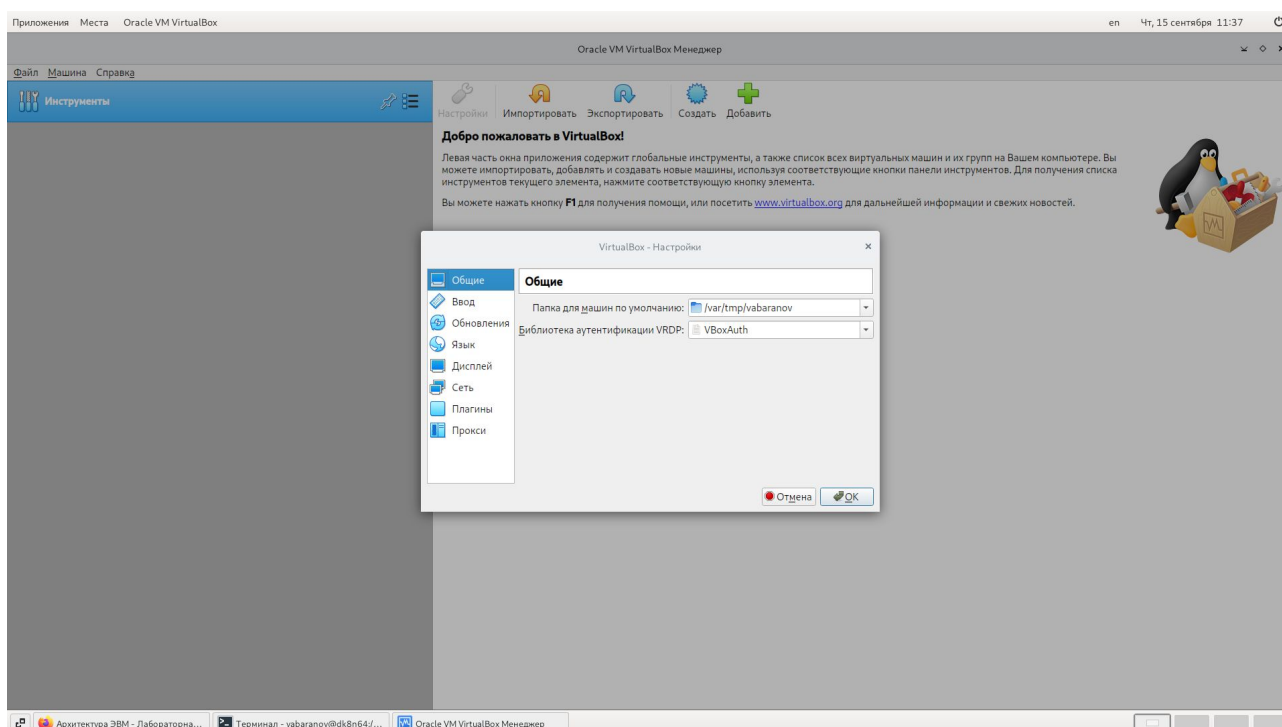 Приложения Места Oracle VM VirtualBox en Чт, 15 сентября 11:37
Oracle VM VirtualBox Менеджер
Файл Машина Справка
Инструменты
Настройки Импортировать Экспортировать Создать Добавить
Добро пожаловать в VirtualBox!
Левая часть окна приложения содержит глобальные инструменты, а также список всех виртуальных машин и их групп на Вашем компьютере. Вы
можете импортировать, добавлять и создавать новые машины, используя соответствующие кнопки панели инструментов. Для получения списка
инструментов текущего элемента, нажмите соответствующую кнопку элемента.
Вы можете нажать кнопку F1 для получения помощи, или посетить www.virtualbox.org для дальнейшей информации и свежих новостей.
VirtualBox - Настройки
Общие
Ввод
Обновления
Язык
Дисплей
Сеть
Плагины
Прокси
Общие
Папка для машин по умолчанию: /var/tmp/vabaranov
Библиотека аутентификации VRDP: VBoxAuth
Отмена OK
Архитектура ЭВМ - Лабораторна... Терминал - vabaranov@dk8n64:/... Oracle VM VirtualBox Менеджер